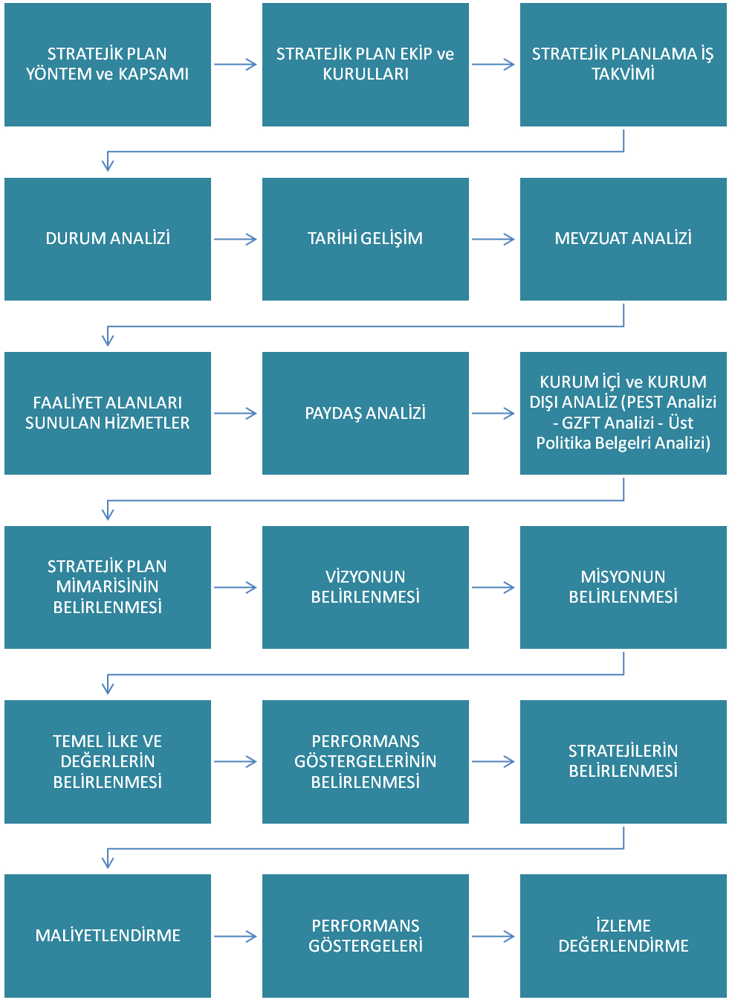 STRATEJİK PLAN
YÖNTEM ve KAPSAMI
STRATEJİK PLAN EKİP ve
KURULLARI
STRATEJİK PLANLAMA İŞ
TAKVİMİ
DURUM ANALİZİ
TARİHİ GELİŞİM
MEVZUAT ANALİZİ
FAALİYET ALANLARI
SUNULAN HİZMETLER
PAYDAŞ ANALİZİ
KURUM İÇİ ve KURUM
DIŞI ANALİZ (PEST Analizi
- GZFT Analizi - Üst
Politika Belgelri Analizi)
STRATEJİK PLAN
MİMARİSİNİN
BELİRLENMESİ
VİZYONUN
BELİRLENMESİ
MİSYONUN
BELİRLENMESİ
TEMEL İLKE VE
DEĞERLERİN
BELİRLENMESİ
PERFORMANS
GÖSTERGELERİNİN
BELİRLENMESİ
STRATEJİLERİN
BELİRLENMESİ
MALİYETLENDİRME
PERFORMANS
GÖSTERGELERİ
İZLEME
DEĞERLENDİRME